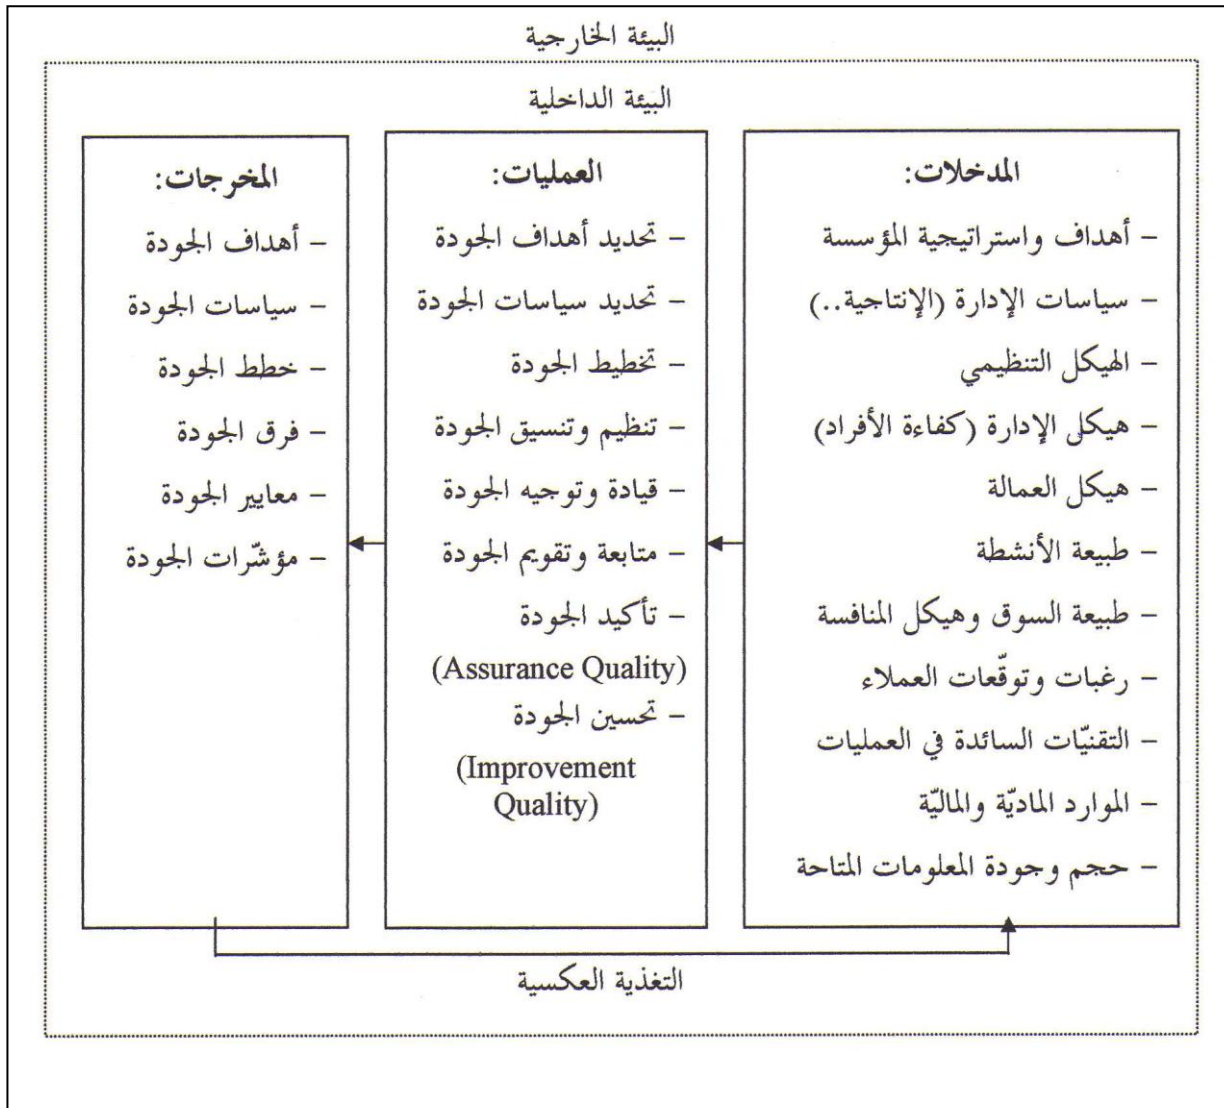 البيئة الخارجية
البيئة الداخلية
المدخلات:
– أهداف واستراتيجية المؤسسة
– سياسات الإدارة (الإنتاجية..)
– الهيكل التنظيمي
– هيكلى الإدارة (كفاءة الأفراد)
– هيكل العمالة
– طبيعة الأنشطة
– طبيعة السوق وهيكل المنافسة
– رغبات وتوقّعات العملاء
– التقنيّات السائدة في العمليات
– الموارد الماديّة والماليّة
– حجم وجودة المعلومات المتاحة
العمليات:
– تحديد أهداف الجودة
– تحديد سياسات الجودة
– تخطيط الجودة
– تنظيم وتنسيق الجودة
– قيادة وتوجيه الجودة
– متابعة وتقويم الجودة
– تأكيد الجودة
(Assurance Quality)
– تحسين الجودة
(Improvement
Quality)
المخرجات:
– أهداف الجودة
– سياسات الجودة
– خطط الجودة
– فرق الجودة
– معايير الجودة
– مؤشّرات الجودة
التغذية العكسية